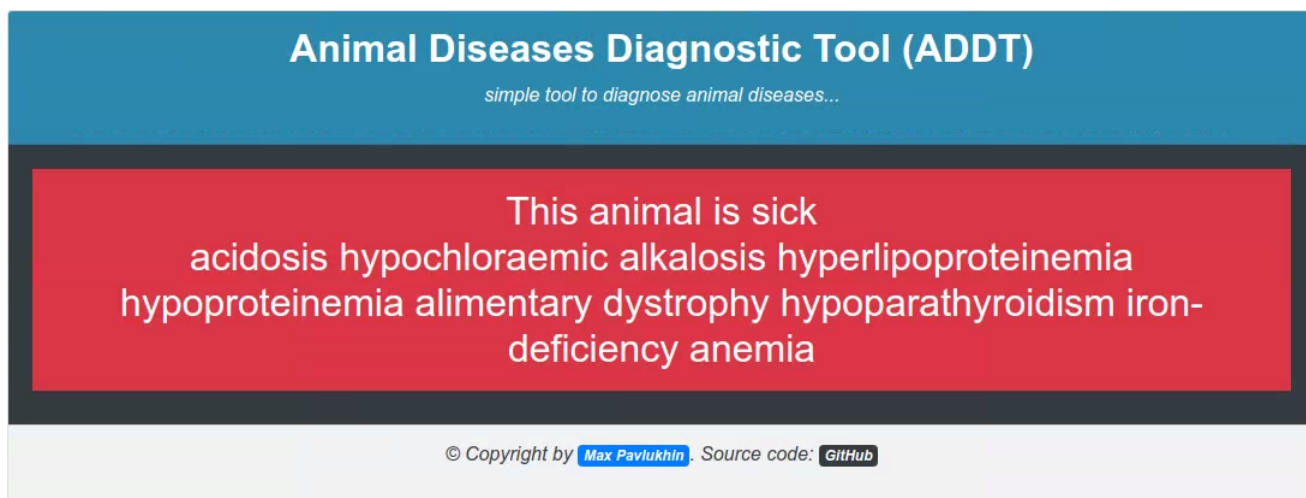 Animal Diseases Diagnostic Tool (ADDT)
simple tool to diagnose animal diseases...
This animal is sick
acidosis hypochloraemic alkalosis hyperlipoproteinemia
hypoproteinemia alimentary dystrophy hypoparathyroidism iron-
deficiency anemia
© Copyright by Max Pavlukhin. Source code: GitHub